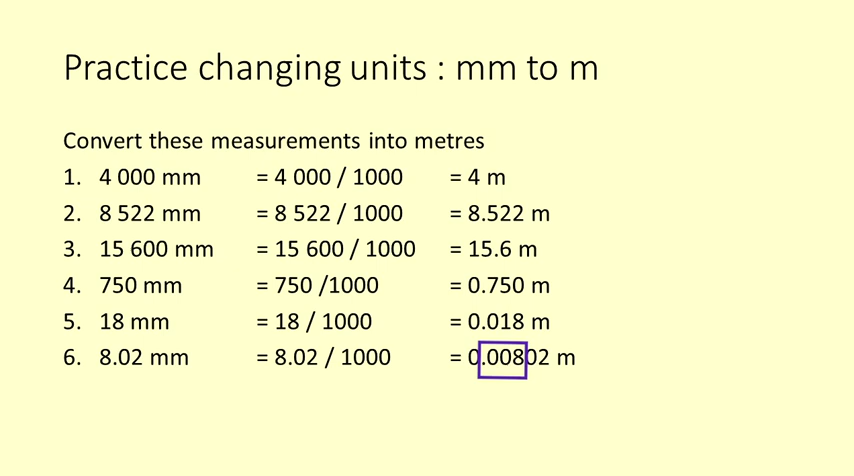 Practice changing units : mm to m
Convert these measurements into metres
1. 4 000 mm = 4 000 / 1000 = 4 m
2. 8 522 mm = 8 522 / 1000 = 8.522 m
3. 15 600 mm = 15 600 / 1000 = 15.6 m
4. 750 mm = 750 /1000 = 0.750 m
5. 18 mm = 18 / 1000 = 0.018 m
6. 8.02 mm = 8.02 / 1000 = 0.00802 m